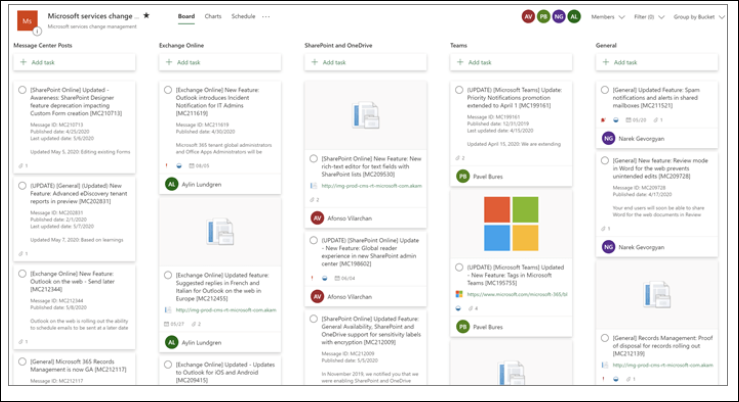 Ms
Microsoft services change ..
Microsoft services change management
Board
Charts
Schedule
...
AV
PB
NG
AL
Members
Filter (0)
Group by Bucket
Message Center Posts
+ Add task
[SharePoint Online] Updated -
Awareness: SharePoint Designer
feature deprecation impacting
Custom Form creation [MC210713]
Message ID: MC210713
Published date: 4/25/2020
Last updated date: 5/6/2020
Updated May 5, 2020: Editing existing Forms
1
(UPDATE) [General] (Updated) New
Feature: Advanced eDiscovery tenant
reports in preview [MC202831]
Message ID: MC202831
Published date: 2/1/2020
Last updated date: 5/7/2020
Updated May 7, 2020: Based on learnings
1
[Exchange Online] New Feature:
Outlook on the web - Send later
[MC212344]
Message ID: MC212344
Published date: 5/8/2020
Outlook on the web is rolling out the ability
to schedule emails to be sent at a later date
1
[General] Microsoft 365 Records
Management is now GA [MC212117]
Message ID: MC212117
Exchange Online
+ Add task
[Exchange Online] New Feature:
Outlook introduces Incident
Notification for IT Admins
[MC211619]
Message ID: MC211619
Published date: 4/30/2020
Microsoft 365 tenant global administrators
and Office Apps Administrators will be
!
08/05
AL
Aylin Lundgren
[Exchange Online] Updated feature:
Suggested replies in French and
Italian for Outlook on the web in
Europe [MC212455]
http://img-prod-cms-rt-microsoft-com.akam
05/27
2
AL
Aylin Lundgren
[Exchange Online] Updates - Updates
to Outlook for iOS and Android
[MC209415]
SharePoint and OneDrive
+ Add task
[SharePoint Online] New Feature: New
rich-text editor for text fields with
SharePoint lists [MC209530]
http://img-prod-cms-rt-microsoft-com.akam
2
AV
Afonso Vilarchan
(UPDATE) [SharePoint Online] Update
- New Feature: Global reader
experience in new SharePoint admin
center [MC198602]
!
06/04
AV
Afonso Vilarchan
[SharePoint Online] Updated Feature:
General Availability, SharePoint and
OneDrive support for sensitivity labels
with encryption [MC212009]
Message ID: MC212009
Published date: 5/5/2020
In November 2019, we notified you that we
were enabling SharePoint and OneDrive
Teams
+ Add task
(UPDATE) [Microsoft Teams] Update:
Priority Notifications promotion
extended to April 1 [MC199161]
Message ID: MC199161
Published date: 12/31/2019
Last updated date: 4/15/2020
Updated April 15, 2020: We are extending
2
PB
Pavel Bures
(UPDATE) [Microsoft Teams] Updated
- New Feature: Tags in Microsoft
Teams [MC195755]
https://www.microsoft.com/microsoft-365/bl
4
PB
Pavel Bures
General
+ Add task
[General] Updated Feature: Spam
notifications and alerts in shared
mailboxes [MC211521]
05/20
1
NG
Narek Gevorgyan
[General] New feature: Review mode
in Word for the web prevents
unintended edits [MC209728]
Message ID: MC209728
Published date: 4/17/2020
Your end users will soon be able to share
Word for the web documents in Review
1
NG
Narek Gevorgyan
[General] Records Management: Proof
of disposal for records rolling out
[MC212139]
http://img-prod-cms-rt-microsoft-com.akam
!
1